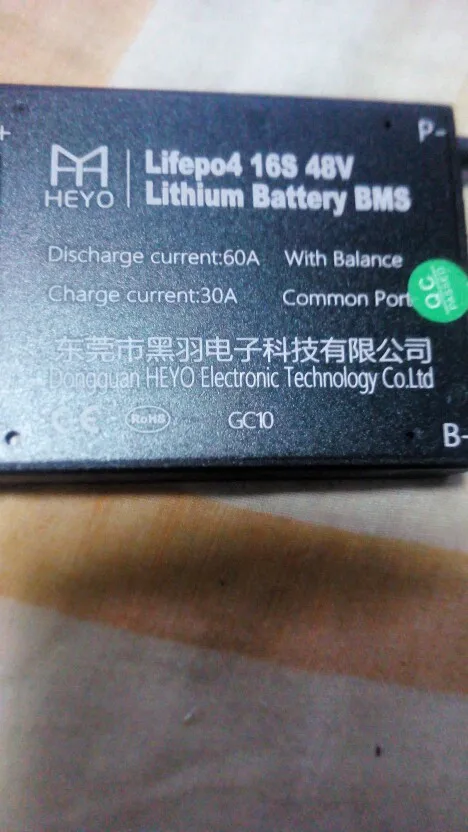 +
P-
HEYO
Lifepo4 16S 48V
Lithium Battery BMS
Discharge current:60A With Balance
Charge current:30A Common Port
QC
PASSED
东莞市黑羽电子科技有限公司
Dongguan HEYO Electronic Technology Co.Ltd
CE
RoHS
GC10
B-